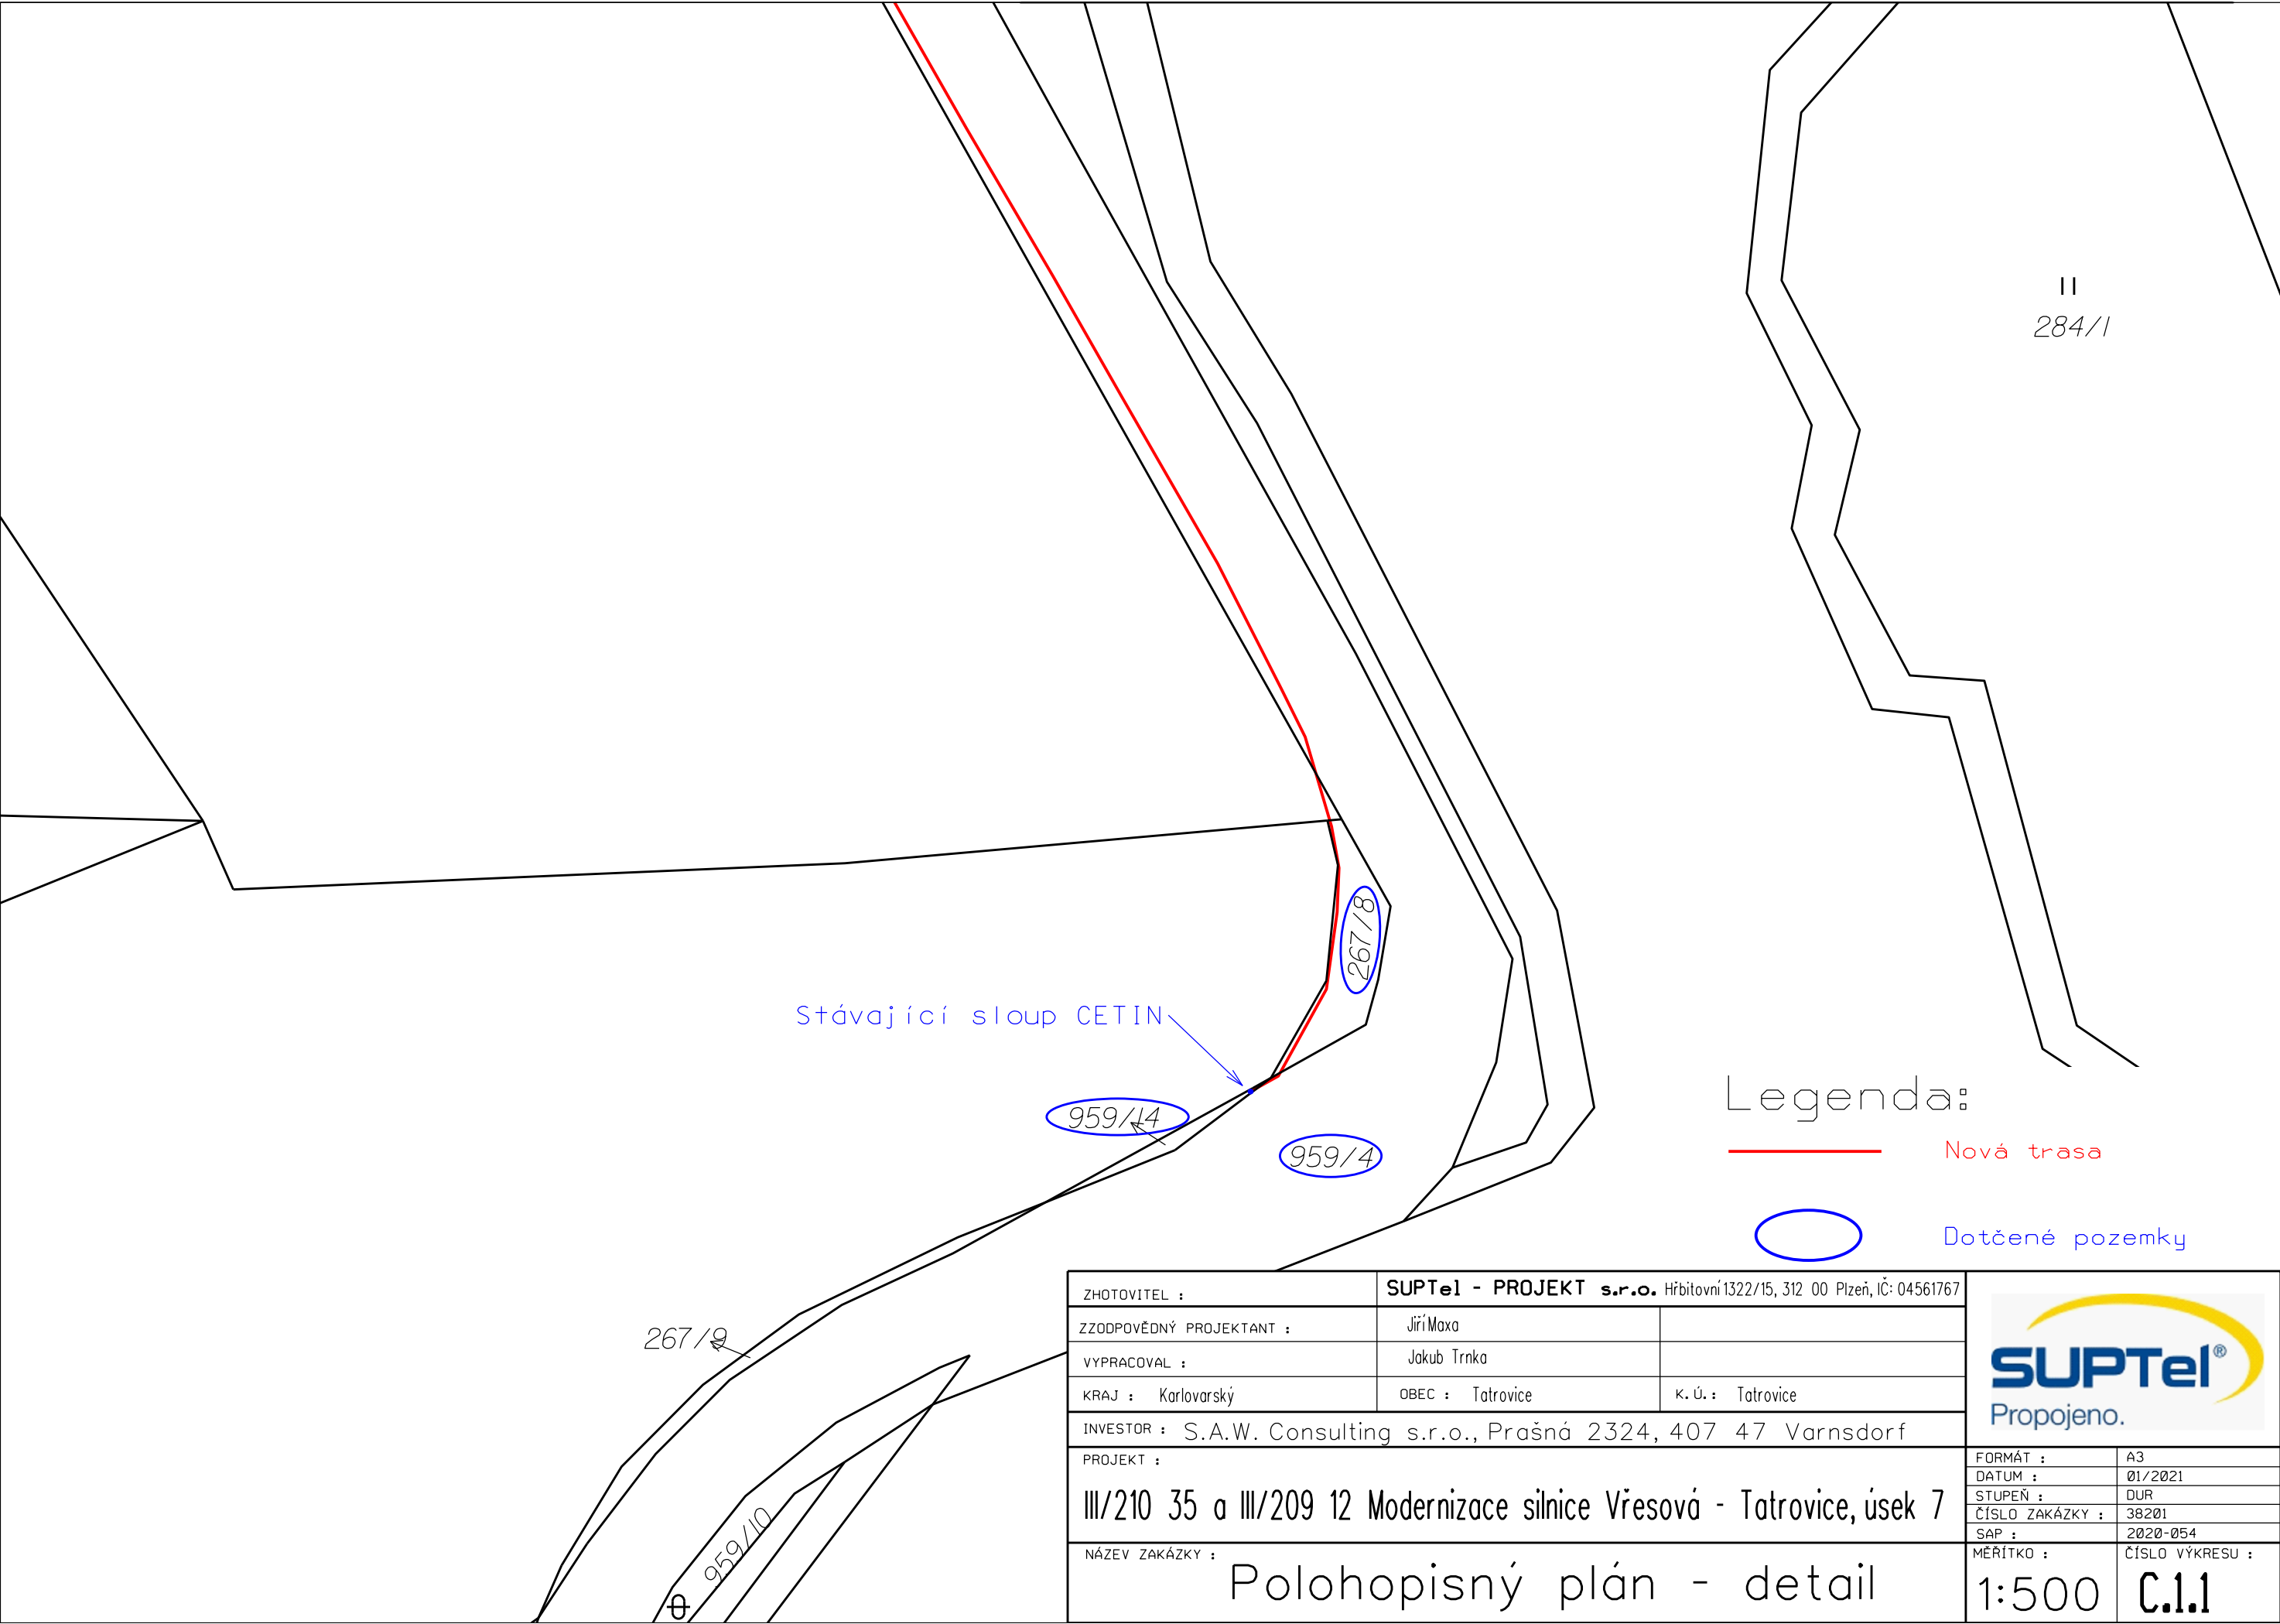 II
284/1
267/8
Stávající sloup CETIN
959/14
959/4
267/9
959/10
Legenda:
Nová trasa
Dotčené pozemky
ZHOTOVITEL : SUPTel - PROJEKT s.r.o. Hřbitovní 1322/15, 312 00 Plzeň, IČ: 04561767
ZZODPOVĚDNÝ PROJEKTANT : Jiří Maxa
VYPRACOVAL : Jakub Trnka
KRAJ : Karlovarský OBEC : Tatrovice K. Ú.: Tatrovice
INVESTOR : S.A.W. Consulting s.r.o., Prašná 2324, 407 47 Varnsdorf
PROJEKT :
III/210 35 a III/209 12 Modernizace silnice Vřesová - Tatrovice, úsek 7
NÁZEV ZAKÁZKY :
Polohopisný plán - detail
SUPTel®
Propojeno.
FORMÁT : A3
DATUM : 01/2021
STUPEŇ : DUR
ČÍSLO ZAKÁZKY : 38201
SAP : 2020-054
MĚŘÍTKO : ČÍSLO VÝKRESU :
1:500 C.1.1